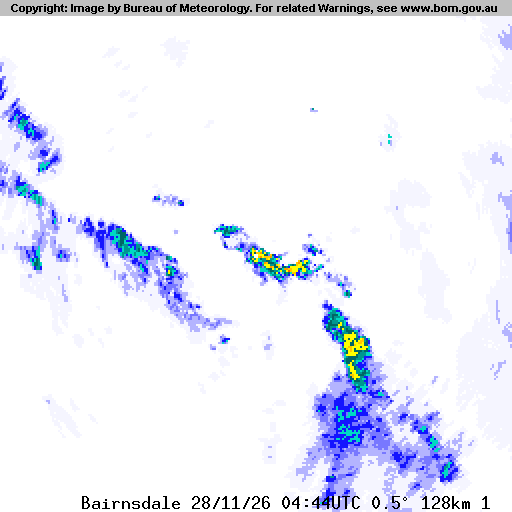 Copyright: Image by Bureau of Meteorology. For related Warnings, see www.bom.gov.au
Bairnsdale 28/11/26 04:44UTC 0.5° 128km 1